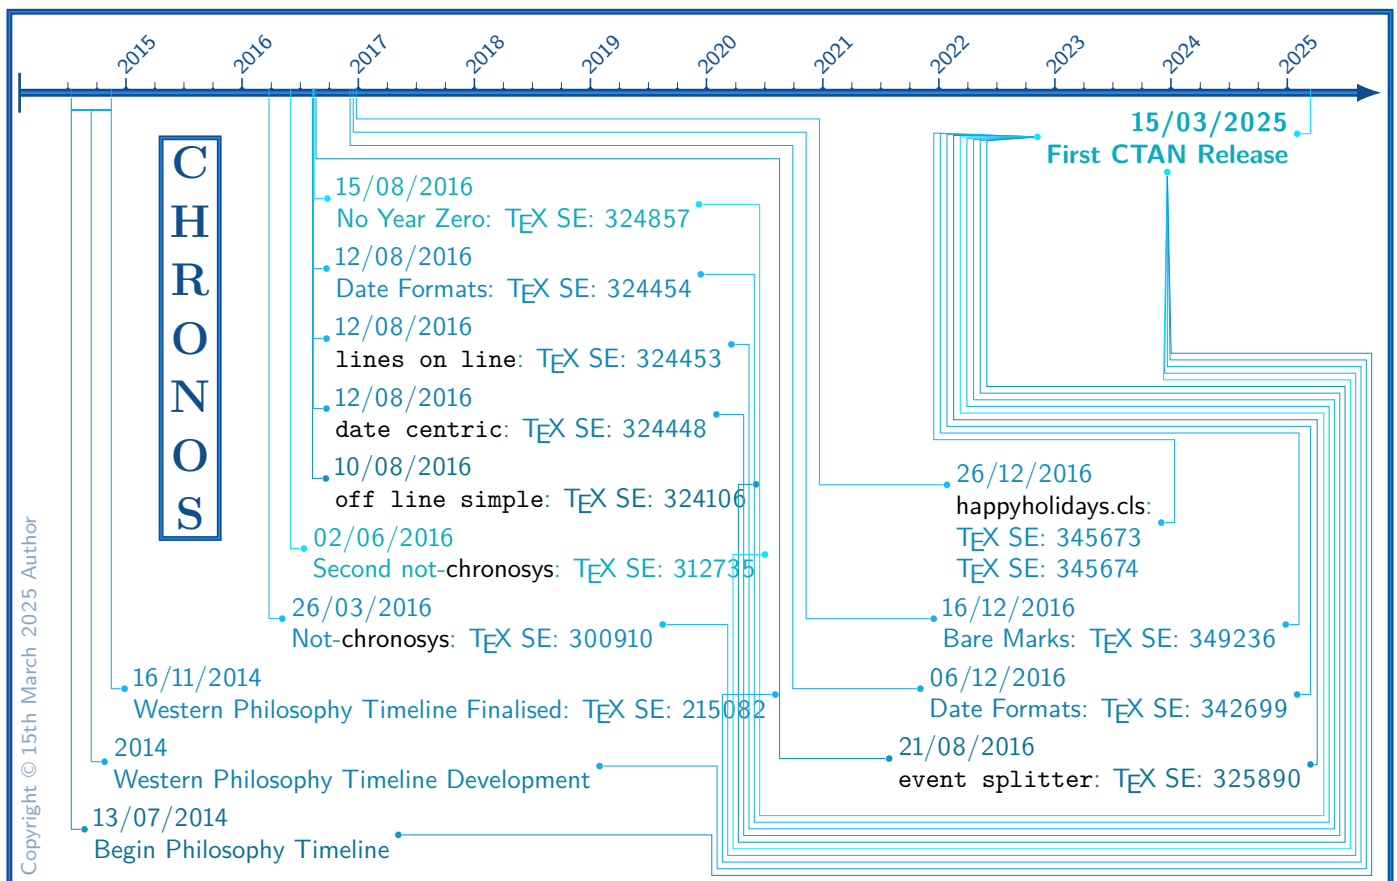 2015 2016 2017 2018 2019 2020 2021 2022 2023 2024 2025
15/03/2025
First CTAN Release
C
H
R
O
N
O
S
15/08/2016
No Year Zero: TEX SE: 324857
12/08/2016
Date Formats: TEX SE: 324454
12/08/2016
lines on line: TEX SE: 324453
12/08/2016
date centric: TEX SE: 324448
10/08/2016
off line simple: TEX SE: 324106
02/06/2016
Second not-chronosys: TEX SE: 312735
26/03/2016
Not-chronosys: TEX SE: 300910
16/11/2014
Western Philosophy Timeline Finalised: TEX SE: 215082
2014
Western Philosophy Timeline Development
13/07/2014
Begin Philosophy Timeline
26/12/2016
happyholidays.cls:
TEX SE: 345673
TEX SE: 345674
16/12/2016
Bare Marks: TEX SE: 349236
06/12/2016
Date Formats: TEX SE: 342699
21/08/2016
event splitter: TEX SE: 325890
Copyright © 15th March 2025 Author